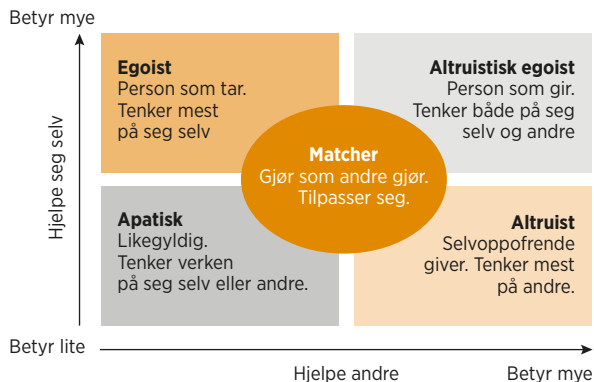 Betyr mye
Hjelpe seg selv
Egoist
Person som tar.
Tenker mest
på seg selv
Altruistisk egoist
Person som gir.
Tenker både på seg
selv og andre
Matcher
Gjør som andre gjør.
Tilpasser seg.
Apatisk
Likegyldig.
Tenker verken
på seg selv eller andre.
Altruist
Selvoppofrende
giver. Tenker mest
på andre.
Betyr lite
Hjelpe andre
Betyr mye